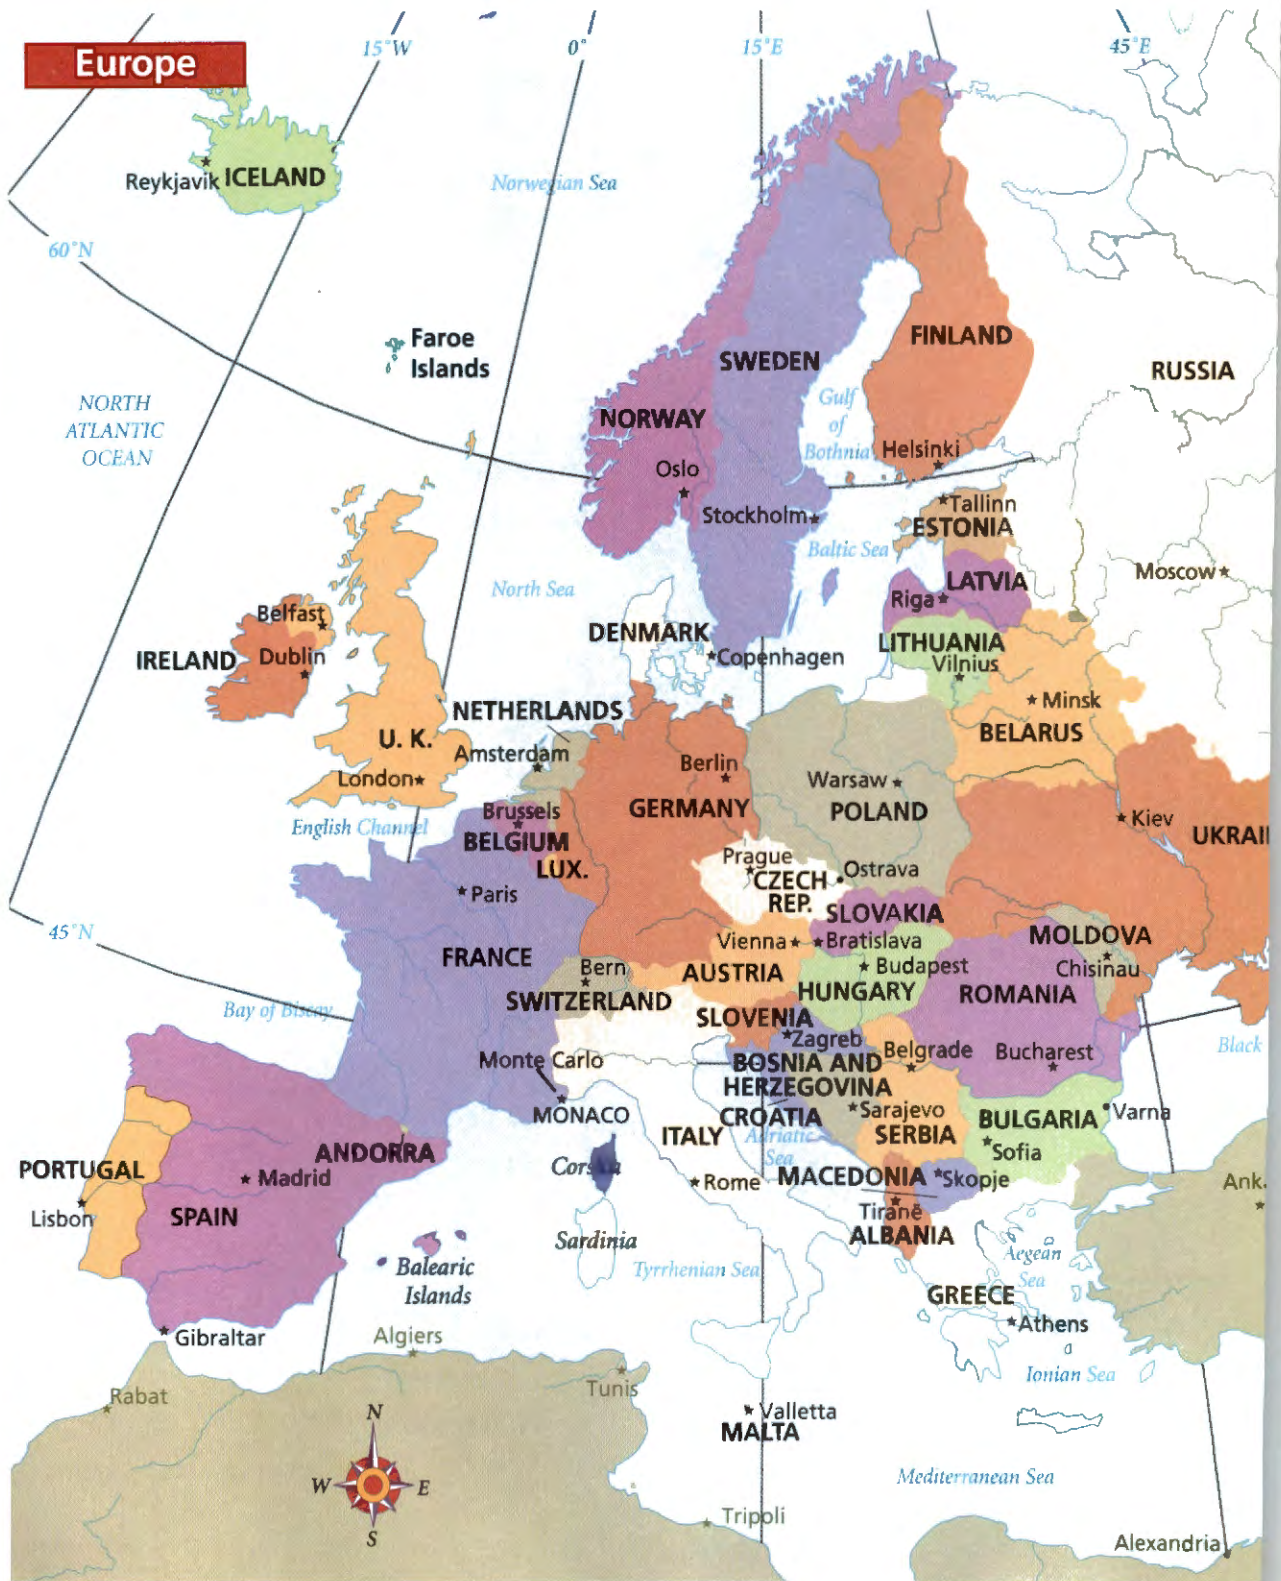 15°W
0°
15°E
45°E
Europe
Reykjavik
ICELAND
Norwegian Sea
60°N
Faroe
Islands
FINLAND
SWEDEN
RUSSIA
NORTH
ATLANTIC
OCEAN
NORWAY
Gulf
of
Bothnia
Helsinki
Oslo
Stockholm
Tallinn
ESTONIA
Baltic Sea
Moscow
LATVIA
Riga
North Sea
Belfast
DENMARK
LITHUANIA
IRELAND
Dublin
Copenhagen
Vilnius
Minsk
NETHERLANDS
BELARUS
U. K.
Amsterdam
Berlin
London
Warsaw
GERMANY
POLAND
Brussels
Kiev
English Channel
BELGIUM
UKRAI
Prague
LUX.
Ostrava
CZECH
REP.
Paris
SLOVAKIA
45°N
Vienna
Bratislava
MOLDOVA
FRANCE
Bern
AUSTRIA
Budapest
Chisinau
SWITZERLAND
HUNGARY
ROMANIA
Bay of Biscay
SLOVENIA
Zagreb
Black
Monte Carlo
BOSNIA AND
HERZEGOVINA
Belgrade
Bucharest
MONACO
CROATIA
Sarajevo
BULGARIA
Varna
ITALY
Adriatic
Sea
SERBIA
Sofia
ANDORRA
PORTUGAL
Corsica
Madrid
Rome
MACEDONIA
Skopje
Ank
Lisbon
SPAIN
Tiranë
ALBANIA
Sardinia
Aegean
Sea
Balearic
Islands
Tyrrhenian Sea
GREECE
Athens
Gibraltar
Algiers
Ionian Sea
Rabat
Tunis
Valletta
MALTA
N
W
E
S
Mediterranean Sea
Tripoli
Alexandria